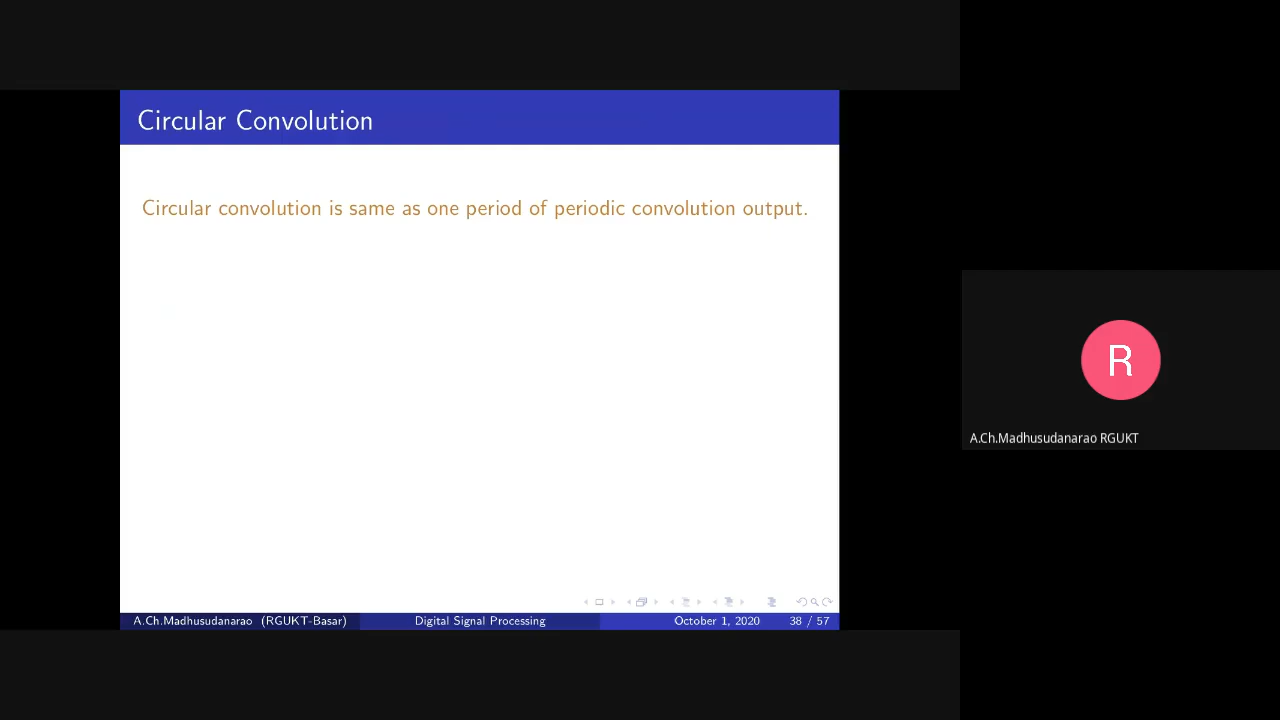 Circular Convolution
Circular convolution is same as one period of periodic convolution output.
A.Ch.Madhusudanarao (RGUKT-Basar) Digital Signal Processing October 1, 2020 38 / 57
R
A.Ch.Madhusudanarao RGUKT